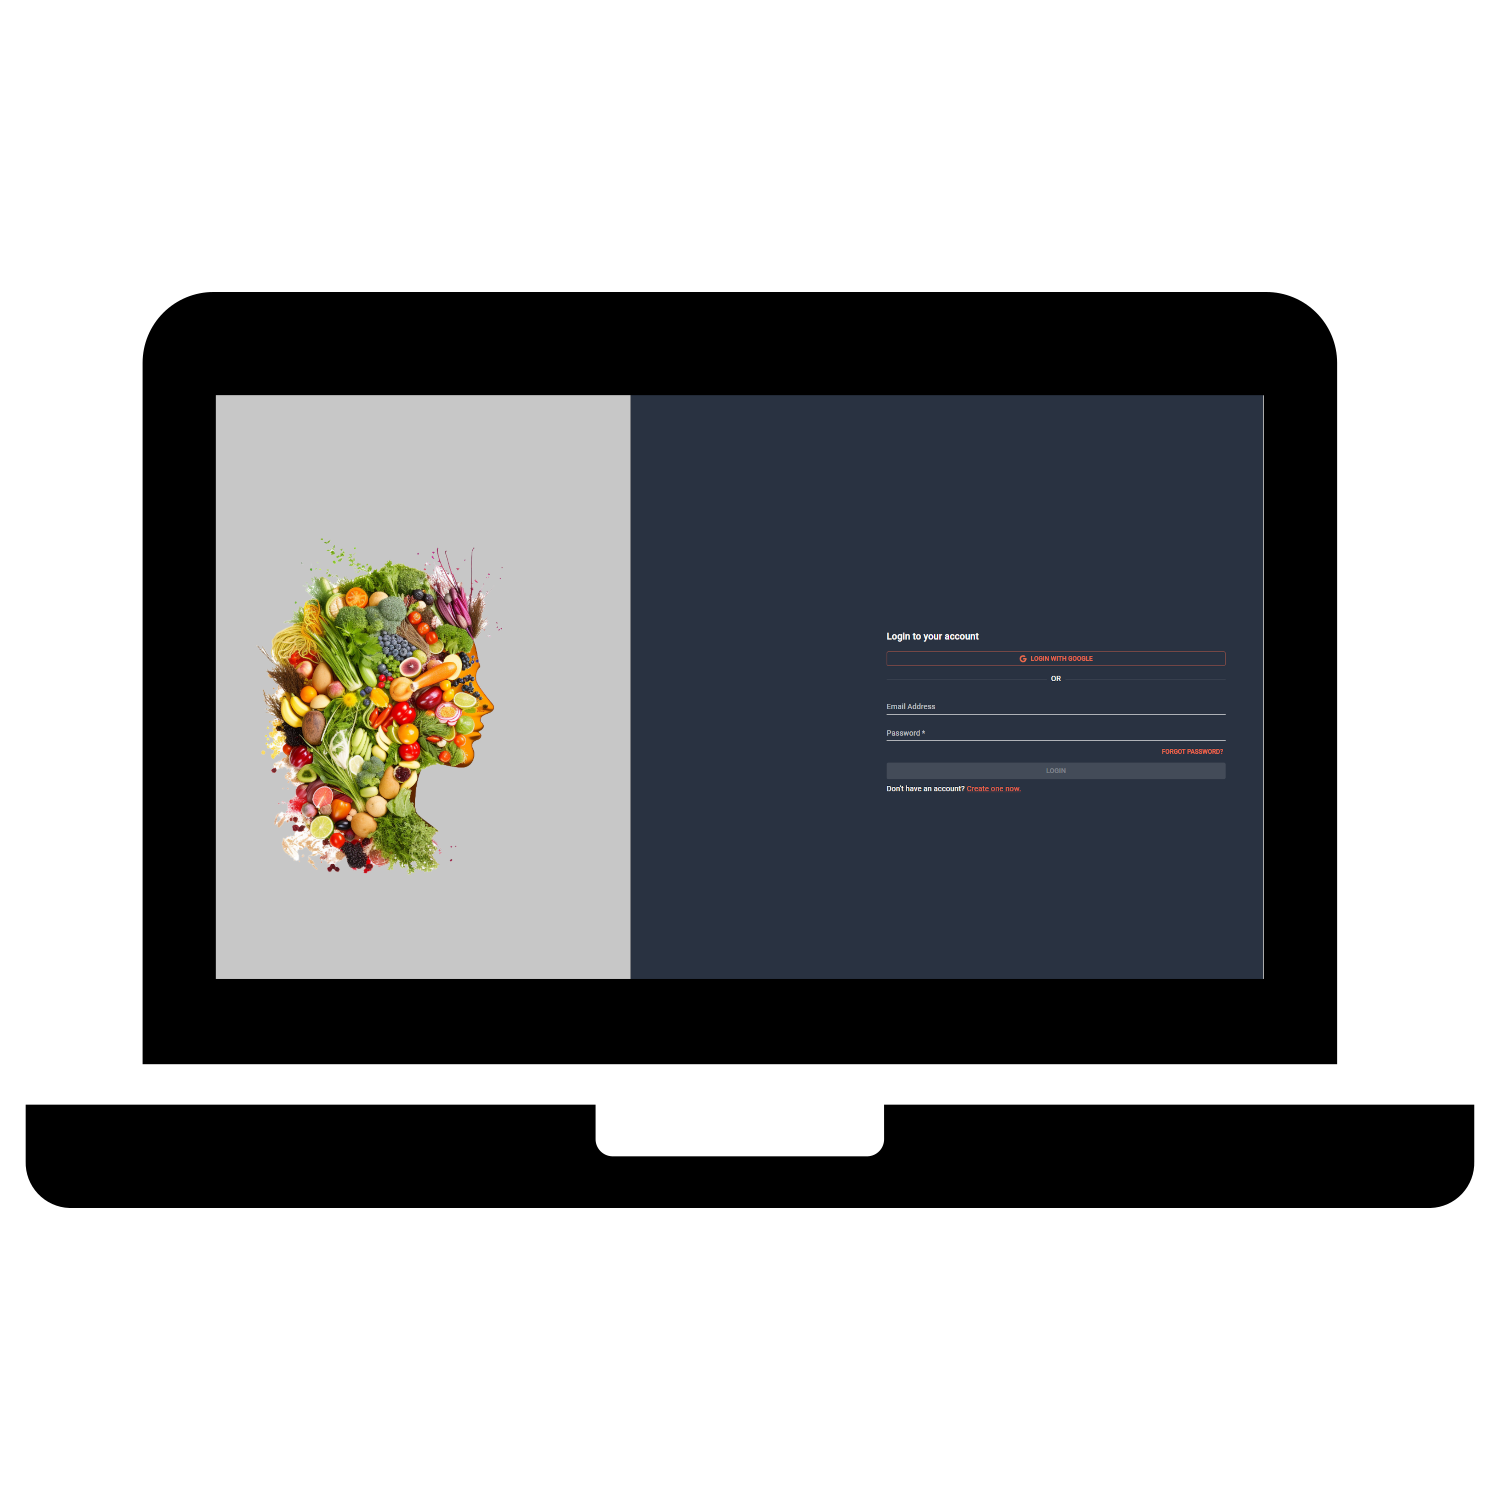 Login to your account
LOGIN WITH GOOGLE
OR
Email Address
Password *
FORGOT PASSWORD?
LOGIN
Don't have an account? Create one now.